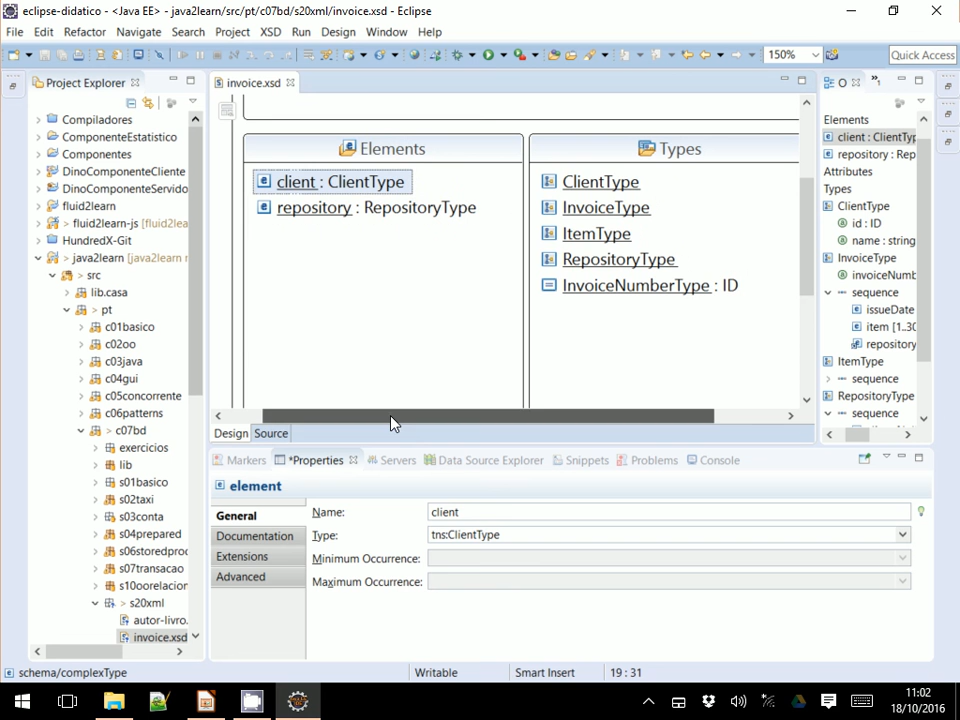 eclipse-didatico - <Java EE> - java2learn/src/pt/c07bd/s20xml/invoice.xsd - Eclipse
File Edit Refactor Navigate Search Project XSD Run Design Window Help
150%
Quick Access
Project Explorer
Compiladores
ComponenteEstatistico
Componentes
DinoComponenteCliente
DinoComponenteServido
fluid2learn
> fluid2learn-js [fluid2lea
HundredX-Git
> java2learn [java2learn r
> src
lib.casa
> pt
c01basico
c02oo
c03java
c04gui
c05concorrente
c06patterns
> c07bd
exercicios
lib
s01basico
s02taxi
s03conta
s04prepared
s06storedproc
s07transacao
s10oorelacion
> s20xml
autor-livro.
invoice.xsd
invoice.xsd
Elements
client : ClientType
repository : RepositoryType
Types
ClientType
InvoiceType
ItemType
RepositoryType
InvoiceNumberType : ID
Design Source
O
Elements
client : ClientTyp
repository : Rep
Attributes
Types
ClientType
id : ID
name : string
InvoiceType
invoiceNumb
sequence
issueDate
item [1..30
repository
ItemType
sequence
RepositoryType
sequence
Markers *Properties Servers Data Source Explorer Snippets Problems Console
element
General
Documentation
Extensions
Advanced
Name: client
Type: tns:ClientType
Minimum Occurrence:
Maximum Occurrence:
schema/complexType Writable Smart Insert 19 : 31
11:02
18/10/2016